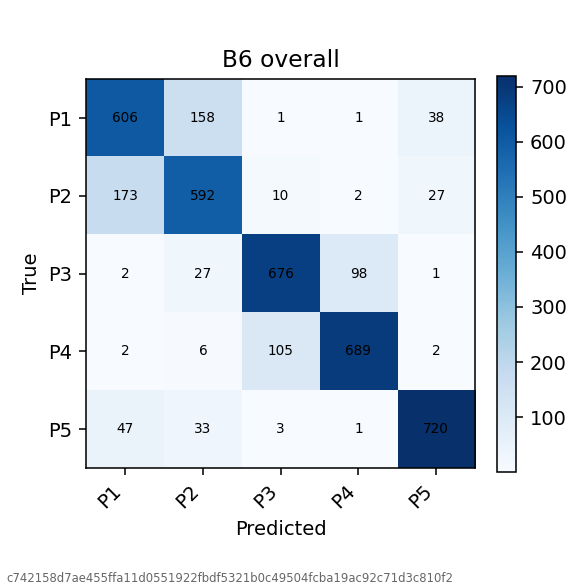 B6 overall
P1 606 158 1 1 38
P2 173 592 10 2 27
P3 2 27 676 98 1
P4 2 6 105 689 2
P5 47 33 3 1 720
P1 P2 P3 P4 P5
True
Predicted
700
600
500
400
300
200
100
c742158d7ae455ffa11d0551922fbdf5321b0c49504fcba19ac92c71d3c810f2